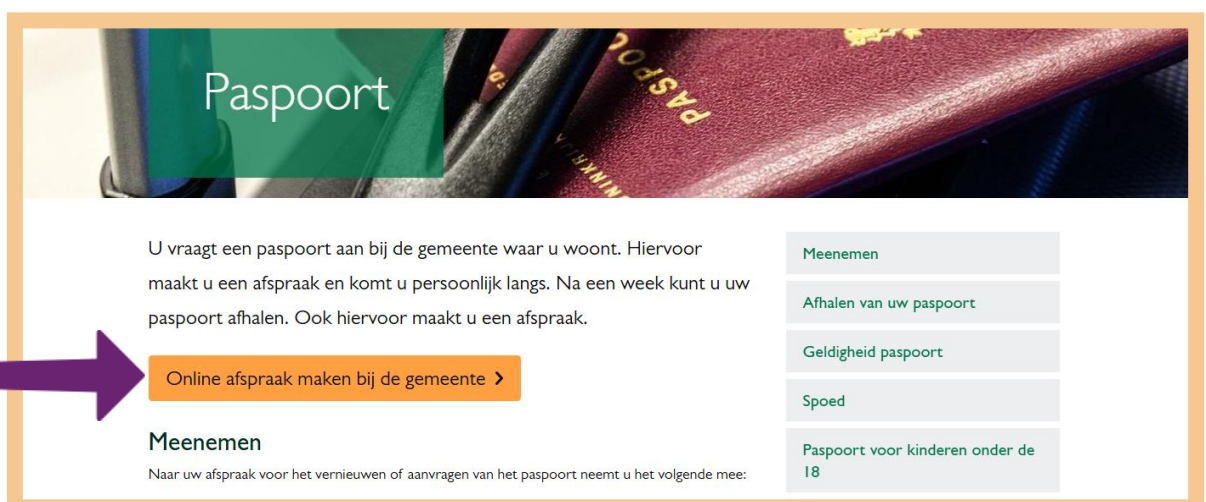 Paspoort
PASPOO
NINKRIJK
U vraagt een paspoort aan bij de gemeente waar u woont. Hiervoor
maakt u een afspraak en komt u persoonlijk langs. Na een week kunt u uw
paspoort afhalen. Ook hiervoor maakt u een afspraak.
Online afspraak maken bij de gemeente >
Meenemen
Naar uw afspraak voor het vernieuwen of aanvragen van het paspoort neemt u het volgende mee:
Meenemen
Afhalen van uw paspoort
Geldigheid paspoort
Spoed
Paspoort voor kinderen onder de
18